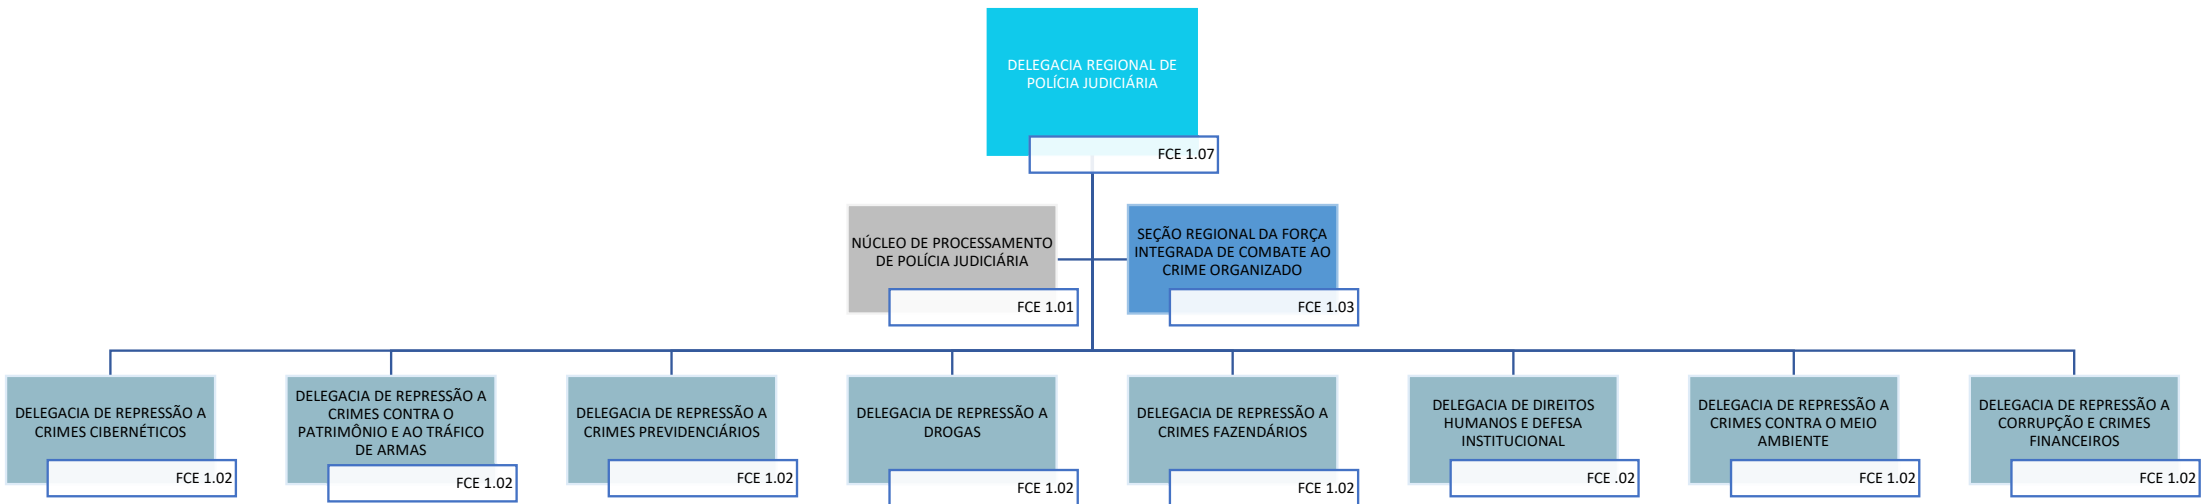 DELEGACIA REGIONAL DE
POLÍCIA JUDICIÁRIA
FCE 1.07
NÚCLEO DE PROCESSAMENTO
DE POLÍCIA JUDICIÁRIA
FCE 1.01
SEÇÃO REGIONAL DA FORÇA
INTEGRADA DE COMBATE AO
CRIME ORGANIZADO
FCE 1.03
DELEGACIA DE REPRESSÃO A
CRIMES CIBERNÉTICOS
FCE 1.02
DELEGACIA DE REPRESSÃO A
CRIMES CONTRA O
PATRIMÔNIO E AO TRÁFICO
DE ARMAS
FCE 1.02
DELEGACIA DE REPRESSÃO A
CRIMES PREVIDENCIÁRIOS
FCE 1.02
DELEGACIA DE REPRESSÃO A
DROGAS
FCE 1.02
DELEGACIA DE REPRESSÃO A
CRIMES FAZENDÁRIOS
FCE 1.02
DELEGACIA DE DIREITOS
HUMANOS E DEFESA
INSTITUCIONAL
FCE .02
DELEGACIA DE REPRESSÃO A
CRIMES CONTRA O MEIO
AMBIENTE
FCE 1.02
DELEGACIA DE REPRESSÃO A
CORRUPÇÃO E CRIMES
FINANCEIROS
FCE 1.02